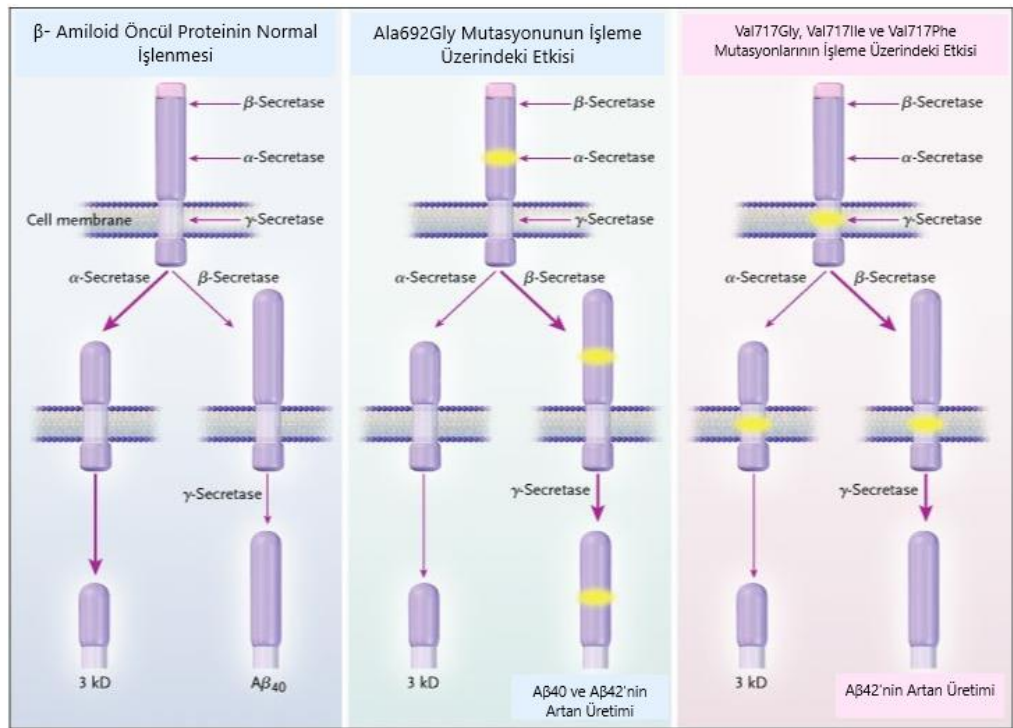 β- Amiloid Öncül Proteinin Normal
İşlenmesi
β-Secretase
α-Secretase
Cell membrane
γ-Secretase
α-Secretase
β-Secretase
γ-Secretase
3 kD
Aβ40
Ala692Gly Mutasyonunun İşleme
Üzerindeki Etkisi
β-Secretase
α-Secretase
γ-Secretase
α-Secretase
β-Secretase
γ-Secretase
3 kD
Aβ40 ve Aβ42'nin
Artan Üretimi
Val717Gly, Val717Ile ve Val717Phe
Mutasyonlarının İşleme Üzerindeki Etkisi
β-Secretase
α-Secretase
γ-Secretase
α-Secretase
β-Secretase
γ-Secretase
3 kD
Aβ42'nin Artan Üretimi